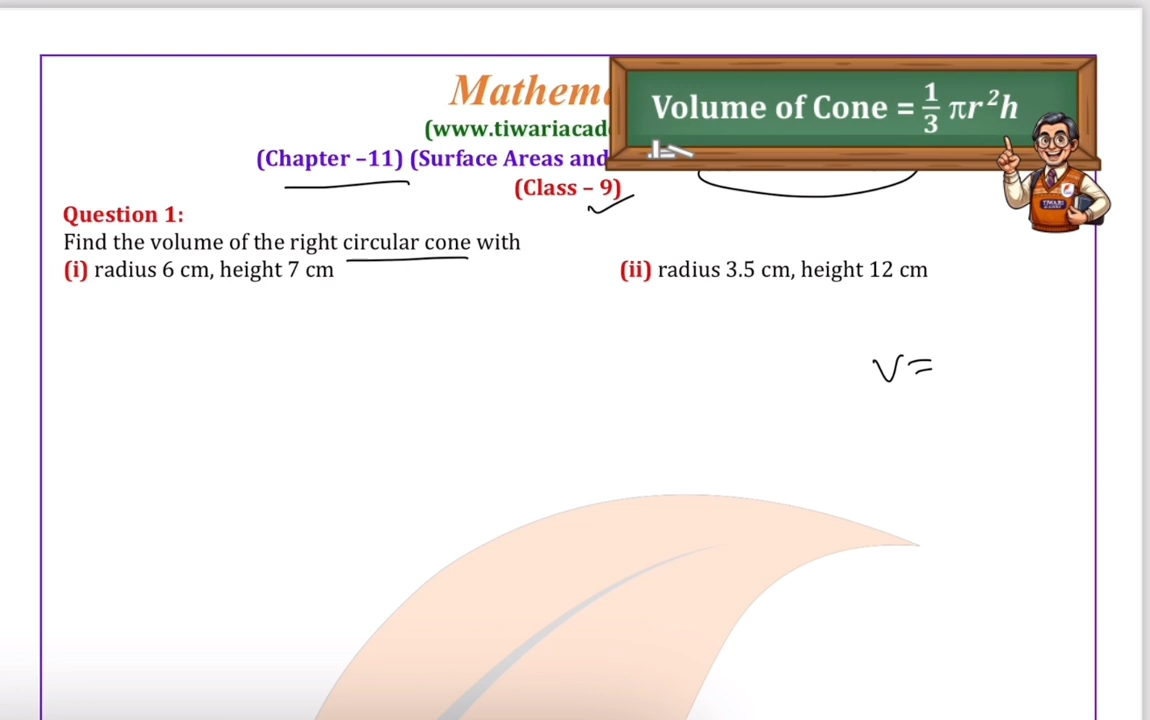 Mathem
Volume of Cone = 1/3 πr²h
(www.tiwariacad
(Chapter –11) (Surface Areas and
(Class – 9)
TIWARI
Question 1:
Find the volume of the right circular cone with
(i) radius 6 cm, height 7 cm
(ii) radius 3.5 cm, height 12 cm
V =